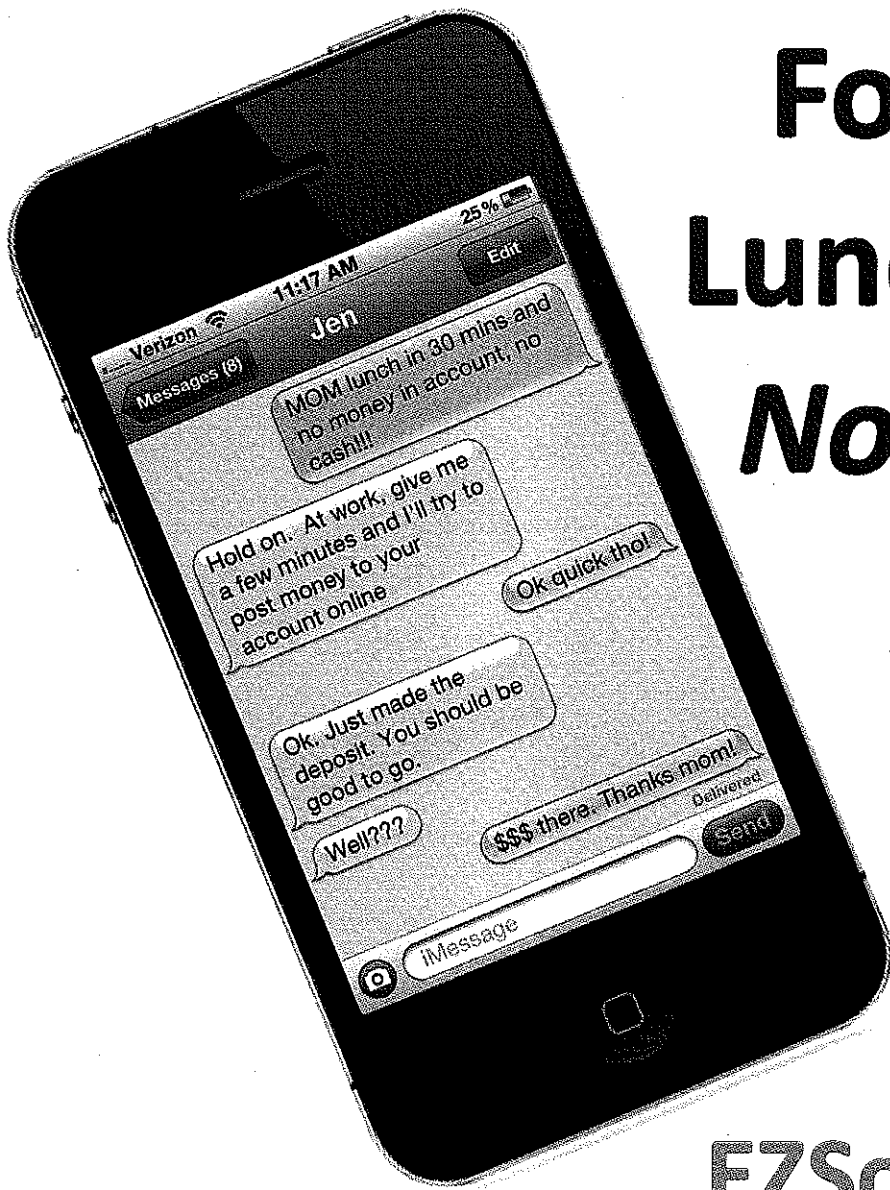 Fo
Lun
No
Verizon 11:17 AM 25%
Messages (8) Jen Edit
MOM lunch in 30 mins and
no money in account, no
cash!!!
Hold on. At work, give me
a few minutes and I'll try to
post money to your
account online
Ok quick tho!
Ok. Just made the
deposit. You should be
good to go.
Well???
$$$ there. Thanks mom!
Delivered
iMessage Send
EZSc